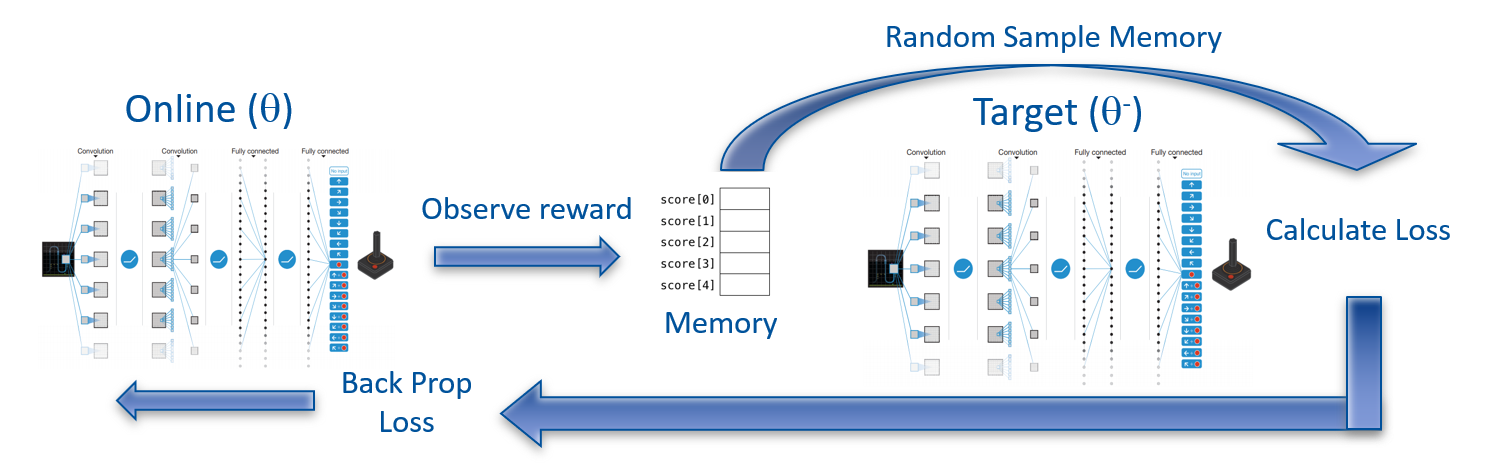 Random Sample Memory
Online (θ)
Target (θ-)
Convolution
Convolution
Fully connected
Fully connected
No input
Convolution
Convolution
Fully connected
Fully connected
No input
Observe reward
score[0]
score[1]
score[2]
score[3]
score[4]
Memory
Calculate Loss
Back Prop
Loss